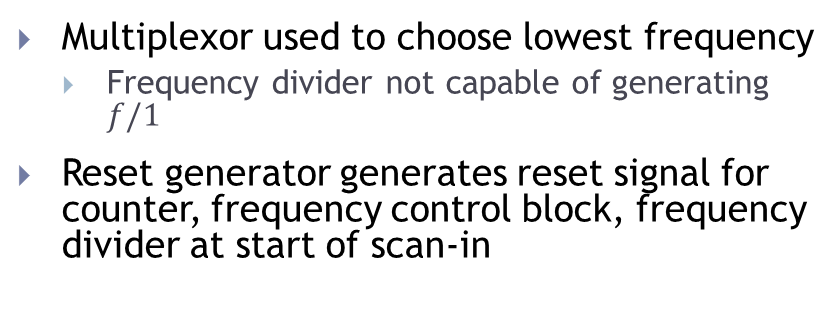 Multiplexor used to choose lowest frequency
Frequency divider not capable of generating
f/1
Reset generator generates reset signal for
counter, frequency control block, frequency
divider at start of scan-in